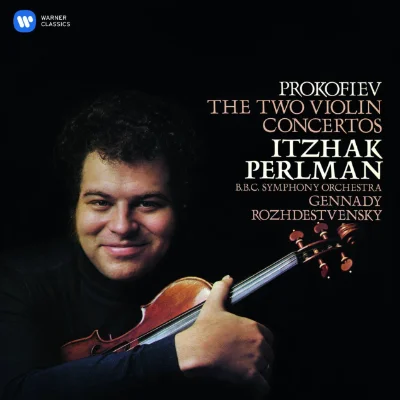 WARNER
CLASSICS
PROKOFIEV
THE TWO VIOLIN
CONCERTOS
ITZHAK
PERLMAN
B.B.C. SYMPHONY ORCHESTRA
GENNADY
ROZHDESTVENSKY